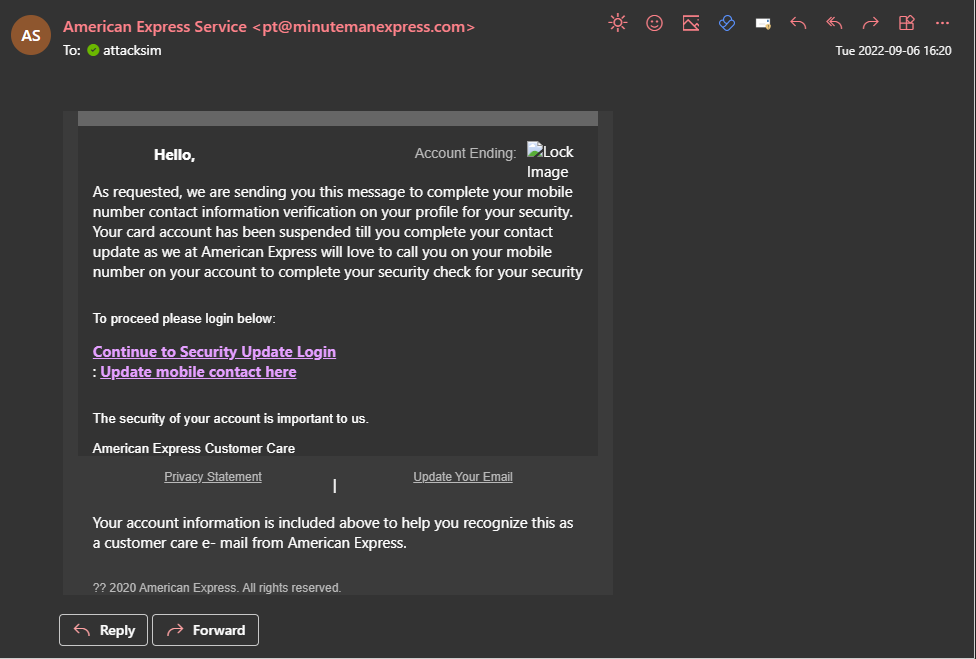 AS
American Express Service <pt@minutemanexpress.com>
To: attacksim
Tue 2022-09-06 16:20
Hello,
Account Ending:
Lock
Image
As requested, we are sending you this message to complete your mobile
number contact information verification on your profile for your security.
Your card account has been suspended till you complete your contact
update as we at American Express will love to call you on your mobile
number on your account to complete your security check for your security
To proceed please login below:
Continue to Security Update Login
: Update mobile contact here
The security of your account is important to us.
American Express Customer Care
Privacy Statement | Update Your Email
Your account information is included above to help you recognize this as
a customer care e- mail from American Express.
?? 2020 American Express. All rights reserved.
Reply
Forward